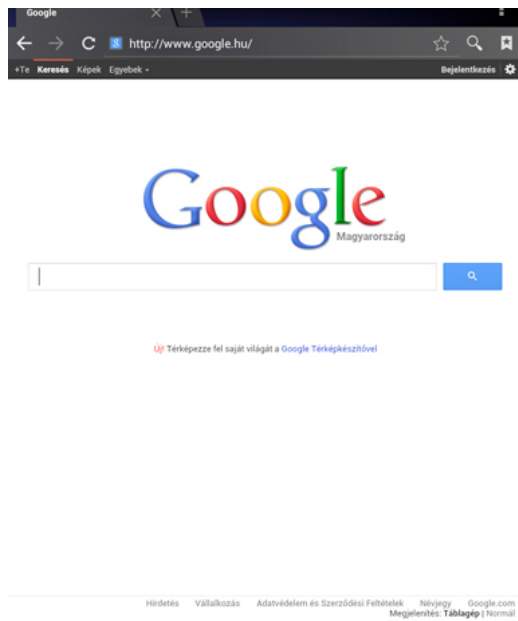 Google
http://www.google.hu/
+Te Keresés Képek Egyebek
Bejelentkezés
Google
Magyarország
Új! Térképezze fel saját világát a Google Térképkészítővel
Hirdetés Vállalkozás Adatvédelem és Szerződési Feltételek Névjegy Google.com
Megjelenítés: Táblagép | Normál